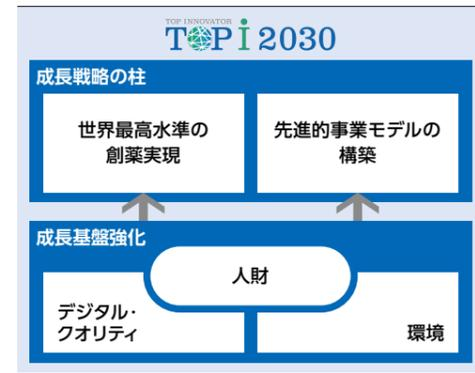 TOP INNOVATOR
TOP i 2030
成長戦略の柱
世界最高水準の
創薬実現
先進的事業モデルの
構築
成長基盤強化
人財
デジタル・
クオリティ
環境